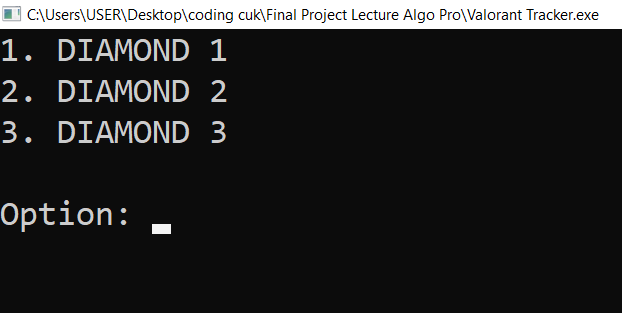 C:\Users\USER\Desktop\coding cuk\Final Project Lecture Algo Pro\Valorant Tracker.exe
1. DIAMOND 1
2. DIAMOND 2
3. DIAMOND 3
Option: